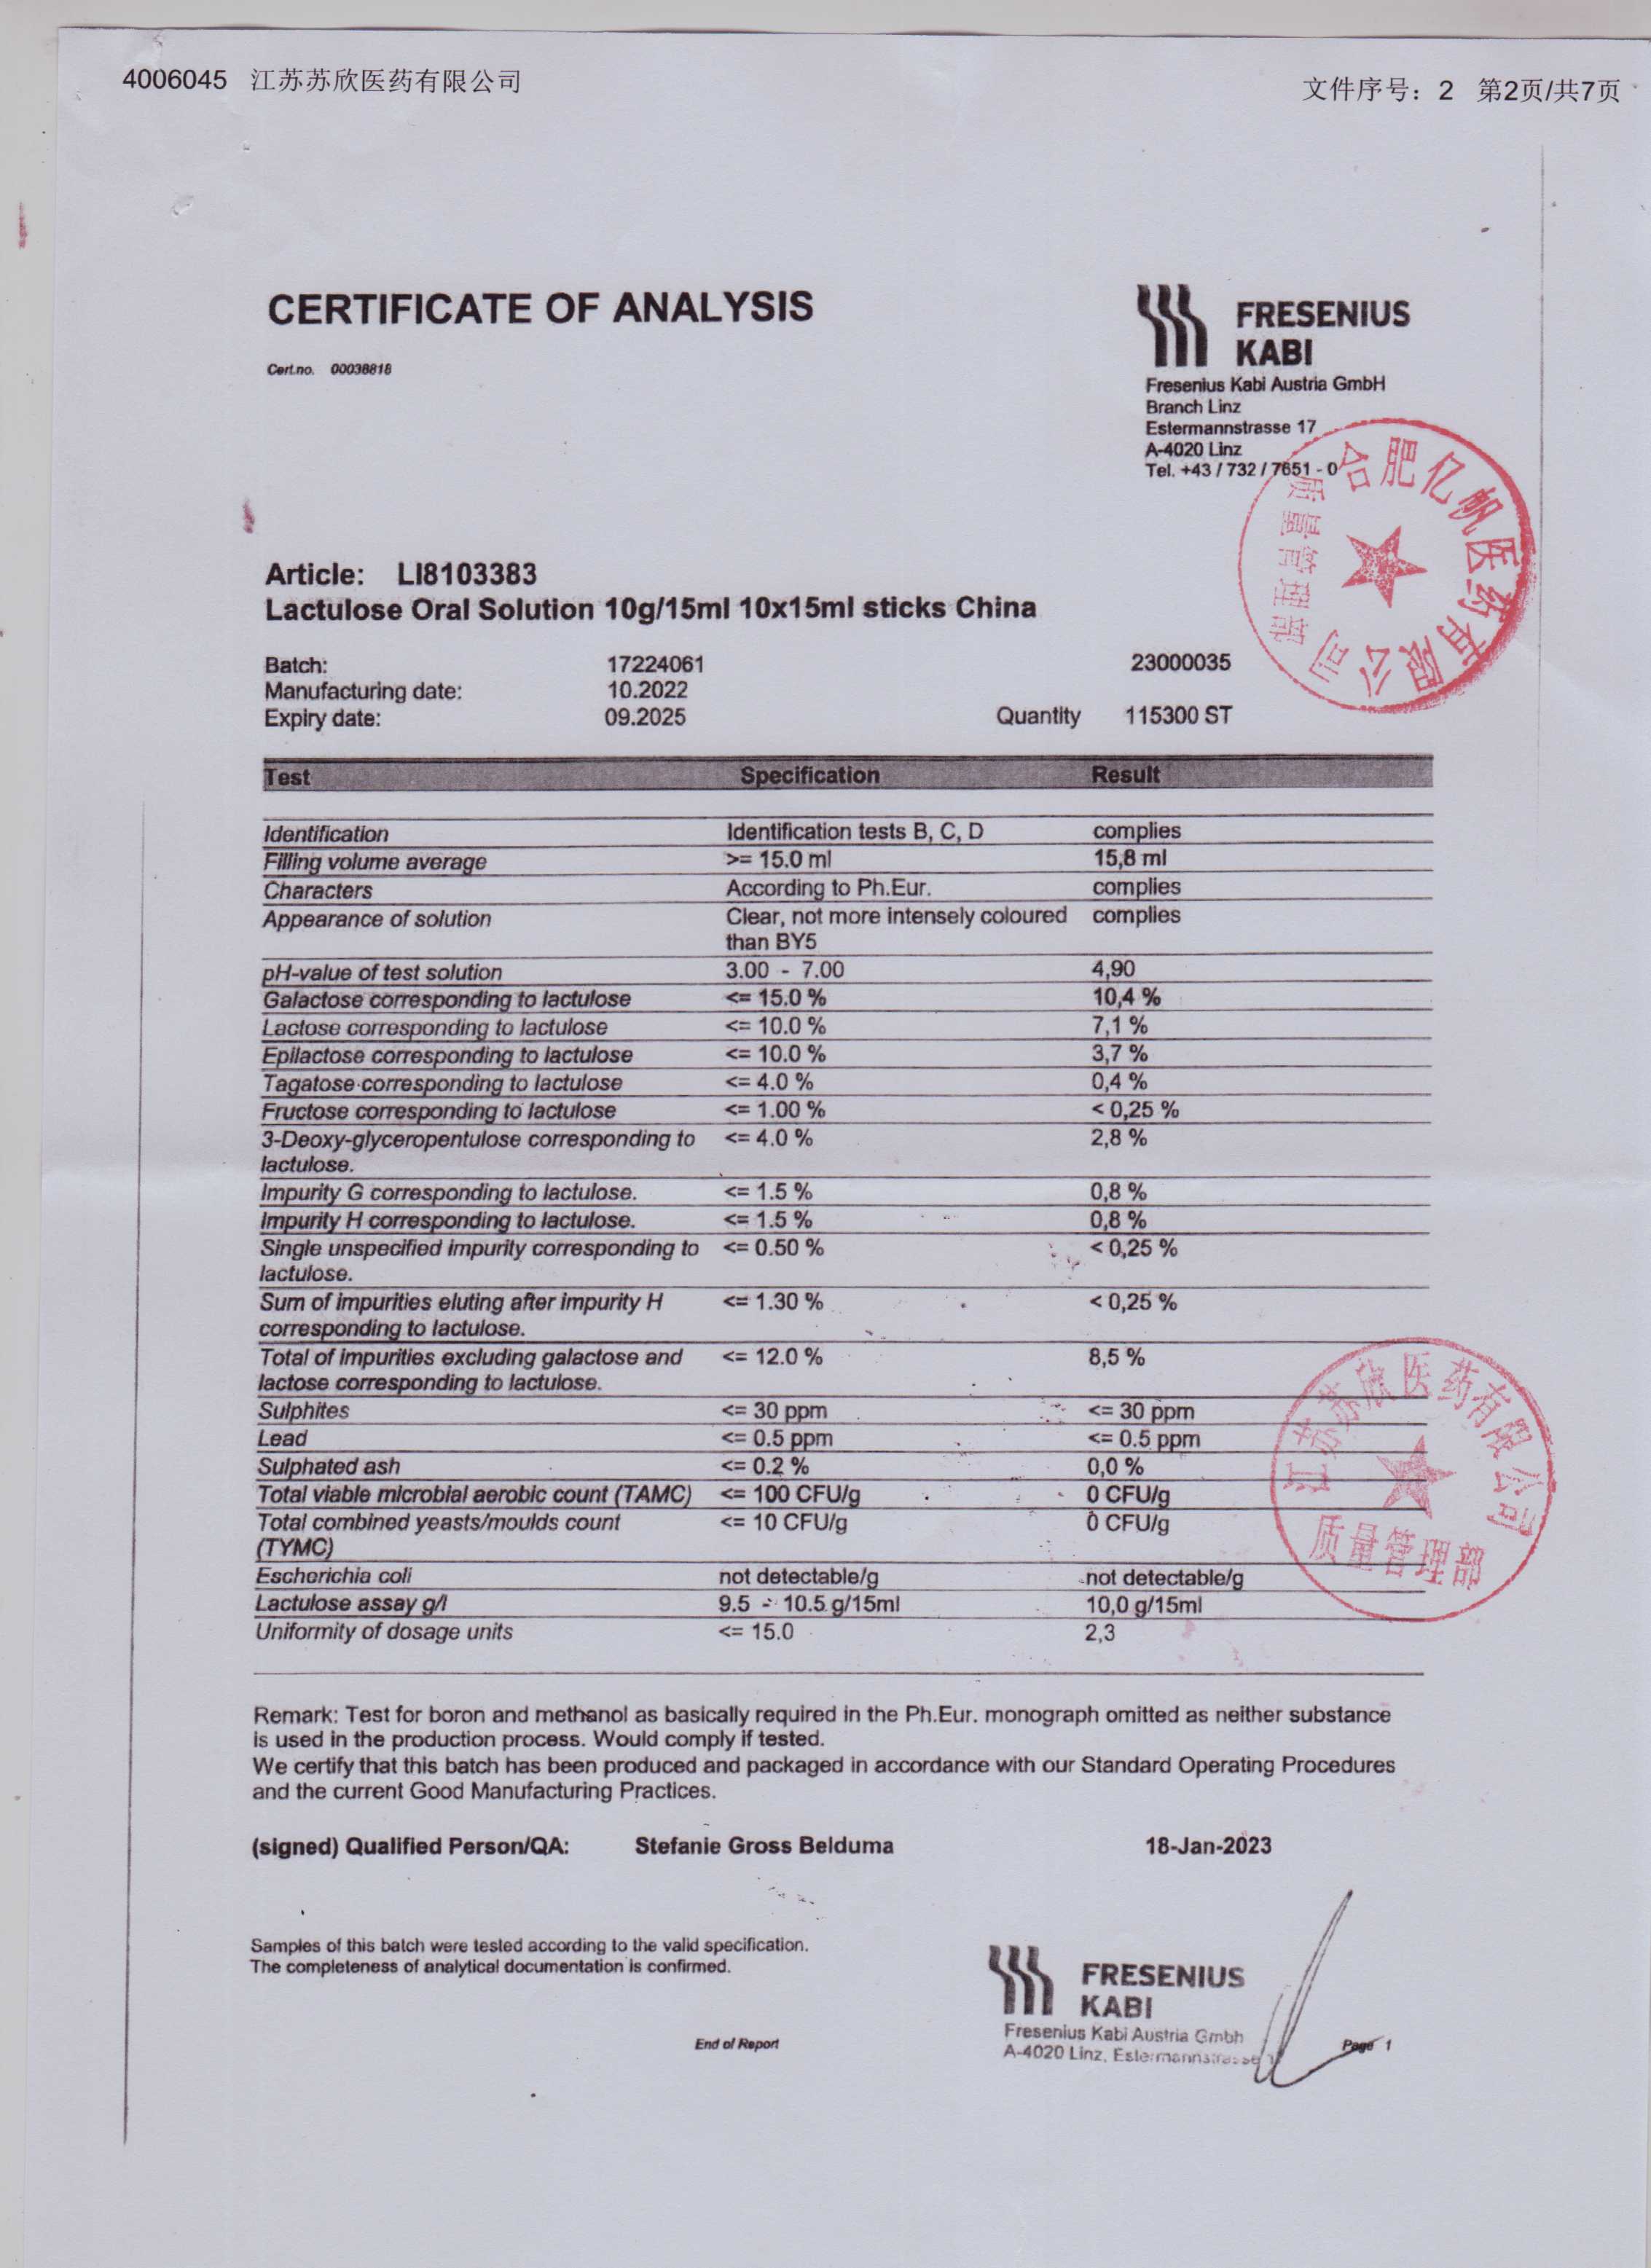 4006045 江苏苏欣医药有限公司
文件序号：2 第2页/共7页
CERTIFICATE OF ANALYSIS
Cert.no. 00038818
FRESENIUS
KABI
Fresenius Kabi Austria GmbH
Branch Linz
Estermannstrasse 17
A-4020 Linz
Tel. +43 / 732 / 7651 - 0
合肥亿帆医药有限公司
质量管理部
Article: LI8103383
Lactulose Oral Solution 10g/15ml 10x15ml sticks China
Batch: 17224061 23000035
Manufacturing date: 10.2022
Expiry date: 09.2025 Quantity 115300 ST
Test Specification Result
Identification Identification tests B, C, D complies
Filling volume average >= 15.0 ml 15,8 ml
Characters According to Ph.Eur. complies
Appearance of solution Clear, not more intensely coloured complies
than BY5
pH-value of test solution 3.00 - 7.00 4,90
Galactose corresponding to lactulose <= 15.0 % 10,4 %
Lactose corresponding to lactulose <= 10.0 % 7,1 %
Epilactose corresponding to lactulose <= 10.0 % 3,7 %
Tagatose corresponding to lactulose <= 4.0 % 0,4 %
Fructose corresponding to lactulose <= 1.00 % < 0,25 %
3-Deoxy-glyceropentulose corresponding to <= 4.0 % 2,8 %
lactulose.
Impurity G corresponding to lactulose. <= 1.5 % 0,8 %
Impurity H corresponding to lactulose. <= 1.5 % 0,8 %
Single unspecified impurity corresponding to <= 0.50 % < 0,25 %
lactulose.
Sum of impurities eluting after impurity H <= 1.30 % < 0,25 %
corresponding to lactulose.
Total of impurities excluding galactose and <= 12.0 % 8,5 %
lactose corresponding to lactulose.
Sulphites <= 30 ppm <= 30 ppm
Lead <= 0.5 ppm <= 0.5 ppm
Sulphated ash <= 0.2 % 0,0 %
Total viable microbial aerobic count (TAMC) <= 100 CFU/g 0 CFU/g
Total combined yeasts/moulds count <= 10 CFU/g 0 CFU/g
(TYMC)
Escherichia coli not detectable/g not detectable/g
Lactulose assay g/l 9.5 - 10.5 g/15ml 10,0 g/15ml
Uniformity of dosage units <= 15.0 2,3
江苏苏欣医药有限公司
质量管理部
Remark: Test for boron and methanol as basically required in the Ph.Eur. monograph omitted as neither substance
is used in the production process. Would comply if tested.
We certify that this batch has been produced and packaged in accordance with our Standard Operating Procedures
and the current Good Manufacturing Practices.
(signed) Qualified Person/QA: Stefanie Gross Belduma 18-Jan-2023
Samples of this batch were tested according to the valid specification.
The completeness of analytical documentation is confirmed.
FRESENIUS
KABI
Fresenius Kabi Austria Gmbh
A-4020 Linz, Estermannstrasse
End of Report
Page 1